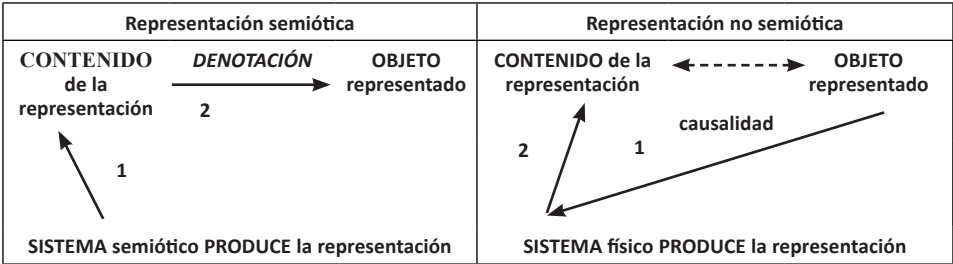 Representación semiótica
CONTENIDO
de la
representación
DENOTACIÓN
2
OBJETO
representado
1
SISTEMA semiótico PRODUCE la representación
Representación no semiótica
CONTENIDO de la
representación
OBJETO
representado
causalidad
2
1
SISTEMA físico PRODUCE la representación